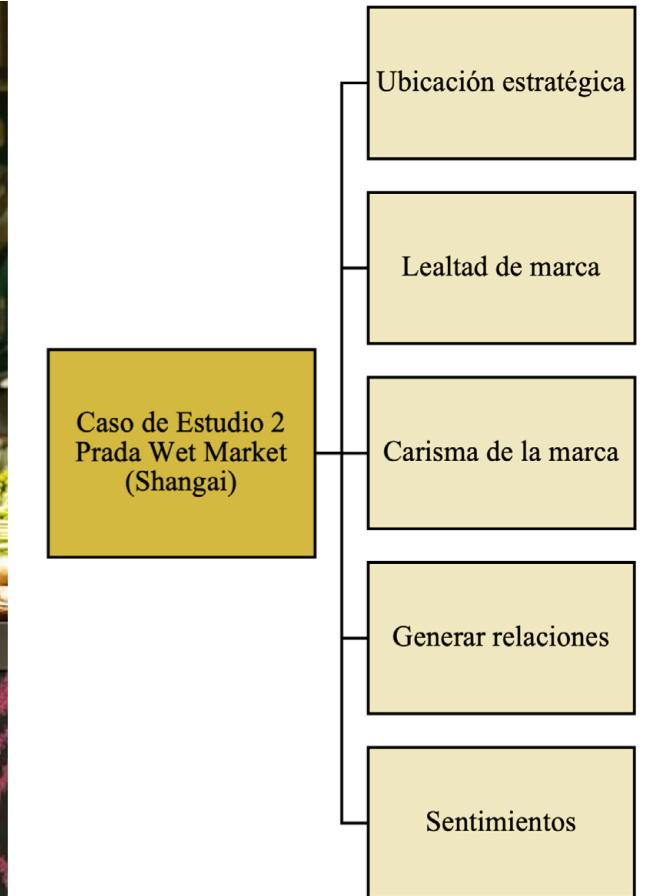 Ubicación estratégica
Lealtad de marca
Caso de Estudio 2
Prada Wet Market
(Shangai)
Carisma de la marca
Generar relaciones
Sentimientos